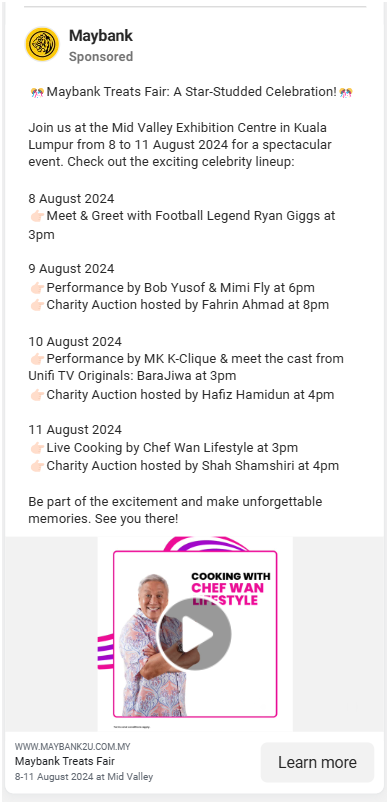 Maybank
Sponsored
🎊 Maybank Treats Fair: A Star-Studded Celebration! 🎊
Join us at the Mid Valley Exhibition Centre in Kuala
Lumpur from 8 to 11 August 2024 for a spectacular
event. Check out the exciting celebrity lineup:
8 August 2024
👉🏻 Meet & Greet with Football Legend Ryan Giggs at
3pm
9 August 2024
👉🏻 Performance by Bob Yusof & Mimi Fly at 6pm
👉🏻 Charity Auction hosted by Fahrin Ahmad at 8pm
10 August 2024
👉🏻 Performance by MK K-Clique & meet the cast from
Unifi TV Originals: BaraJiwa at 3pm
👉🏻 Charity Auction hosted by Hafiz Hamidun at 4pm
11 August 2024
👉🏻 Live Cooking by Chef Wan Lifestyle at 3pm
👉🏻 Charity Auction hosted by Shah Shamshiri at 4pm
Be part of the excitement and make unforgettable
memories. See you there!
COOKING WITH
CHEF WAN
LIFESTYLE
WWW.MAYBANK2U.COM.MY
Maybank Treats Fair
8-11 August 2024 at Mid Valley
Learn more